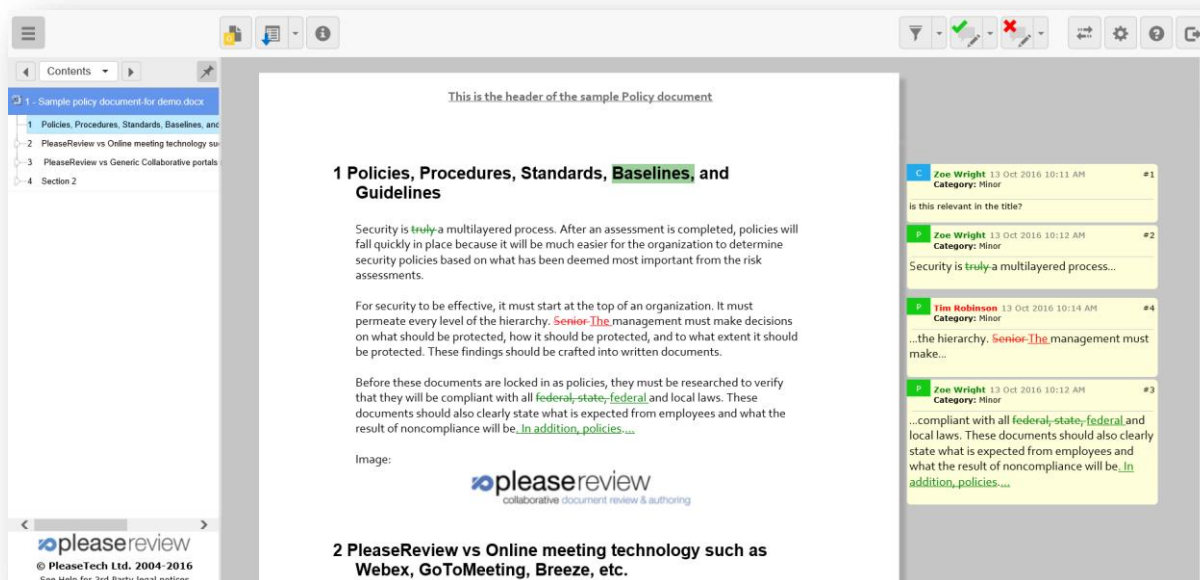 Contents
1 - Sample policy document-for demo.docx
1 Policies, Procedures, Standards, Baselines, and
2 PleaseReview vs Online meeting technology su
3 PleaseReview vs Generic Collaborative portals
4 Section 2
pleasereview
© PleaseTech Ltd. 2004-2016
See Help for 3rd Party legal notices
This is the header of the sample Policy document
1 Policies, Procedures, Standards, Baselines, and
Guidelines
Security is truly a multilayered process. After an assessment is completed, policies will
fall quickly in place because it will be much easier for the organization to determine
security policies based on what has been deemed most important from the risk
assessments.
For security to be effective, it must start at the top of an organization. It must
permeate every level of the hierarchy. Senior The management must make decisions
on what should be protected, how it should be protected, and to what extent it should
be protected. These findings should be crafted into written documents.
Before these documents are locked in as policies, they must be researched to verify
that they will be compliant with all federal, state, federal and local laws. These
documents should also clearly state what is expected from employees and what the
result of noncompliance will be. In addition, policies....
Image:
pleasereview
collaborative document review & authoring
2 PleaseReview vs Online meeting technology such as
Webex, GoToMeeting, Breeze, etc.
C Zoe Wright 13 Oct 2016 10:11 AM #1
Category: Minor
is this relevant in the title?
P Zoe Wright 13 Oct 2016 10:12 AM #2
Category: Minor
Security is truly a multilayered process...
P Tim Robinson 13 Oct 2016 10:14 AM #4
Category: Minor
...the hierarchy. Senior The management must
make...
P Zoe Wright 13 Oct 2016 10:12 AM #3
Category: Minor
...compliant with all federal, state, federal and
local laws. These documents should also clearly
state what is expected from employees and
what the result of noncompliance will be. In
addition, policies....